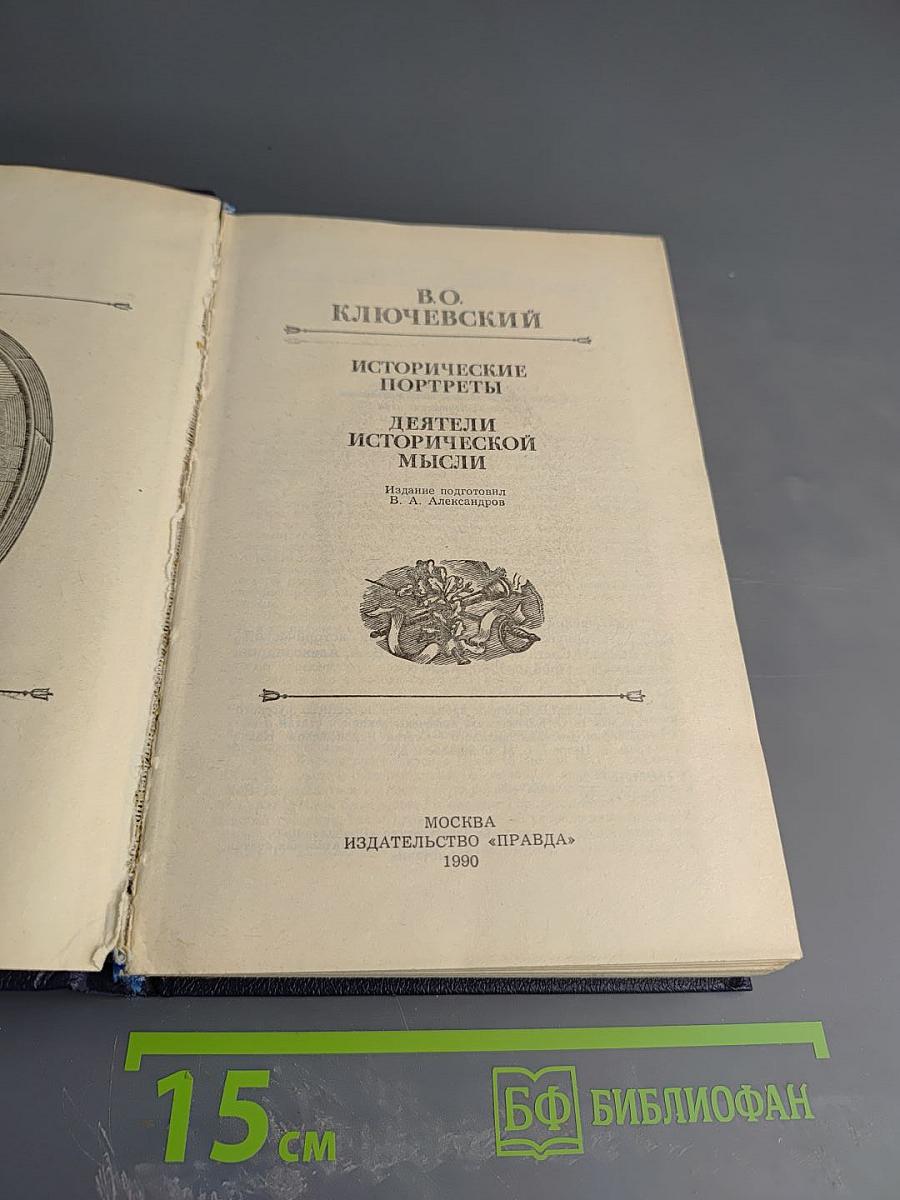 В.О.
КЛЮЧЕВСКИЙ
ИСТОРИЧЕСКИЕ
ПОРТРЕТЫ
ДЕЯТЕЛИ
ИСТОРИЧЕСКОЙ
МЫСЛИ
Издание подготовил
В. А. Александров
МОСКВА
ИЗДАТЕЛЬСТВО «ПРАВДА»
1990
15 см
БФ БИБЛИОФАН